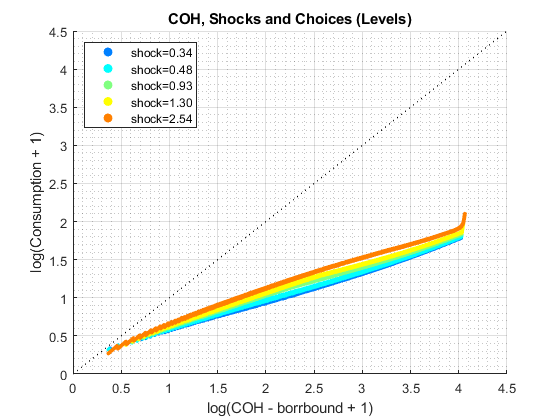 COH, Shocks and Choices (Levels)
4.5
4
3.5
3
2.5
2
1.5
1
0.5
0
log(Consumption + 1)
shock=0.34
shock=0.48
shock=0.93
shock=1.30
shock=2.54
0 0.5 1 1.5 2 2.5 3 3.5 4 4.5
log(COH - borrbound + 1)